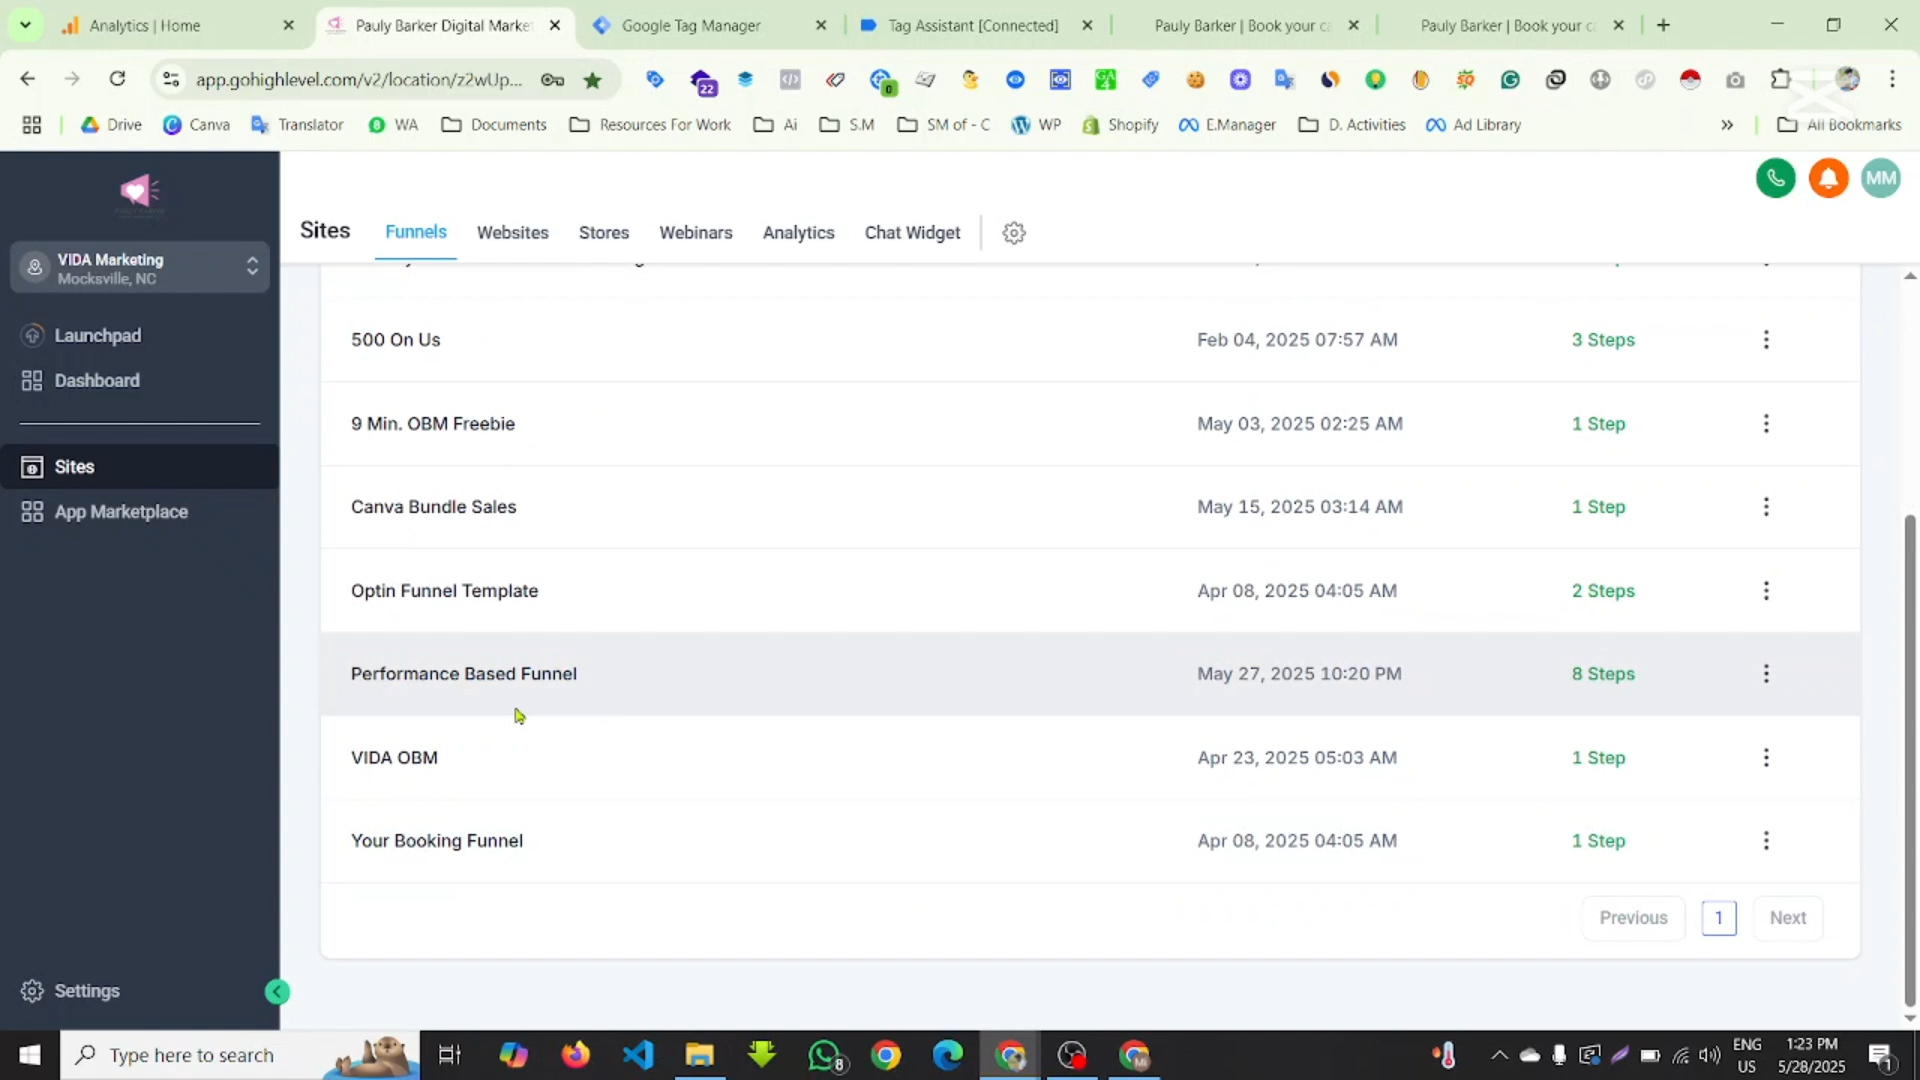 Analytics | Home
Pauly Barker Digital Market
Google Tag Manager
Tag Assistant [Connected]
Pauly Barker | Book your ca
Pauly Barker | Book your ca
app.gohighlevel.com/v2/location/z2wUp...
22
0
Drive
Canva
Translator
WA
Documents
Resources For Work
Ai
S.M
SM of - C
WP
Shopify
E.Manager
D. Activities
Ad Library
All Bookmarks
MM
VIDA Marketing
Mocksville, NC
Launchpad
Dashboard
Sites
App Marketplace
Settings
Sites
Funnels
Websites
Stores
Webinars
Analytics
Chat Widget
500 On Us Feb 04, 2025 07:57 AM 3 Steps
9 Min. OBM Freebie May 03, 2025 02:25 AM 1 Step
Canva Bundle Sales May 15, 2025 03:14 AM 1 Step
Optin Funnel Template Apr 08, 2025 04:05 AM 2 Steps
Performance Based Funnel May 27, 2025 10:20 PM 8 Steps
VIDA OBM Apr 23, 2025 05:03 AM 1 Step
Your Booking Funnel Apr 08, 2025 04:05 AM 1 Step
Previous 1 Next
Type here to search
8
ENG
US
1:23 PM
5/28/2025
1